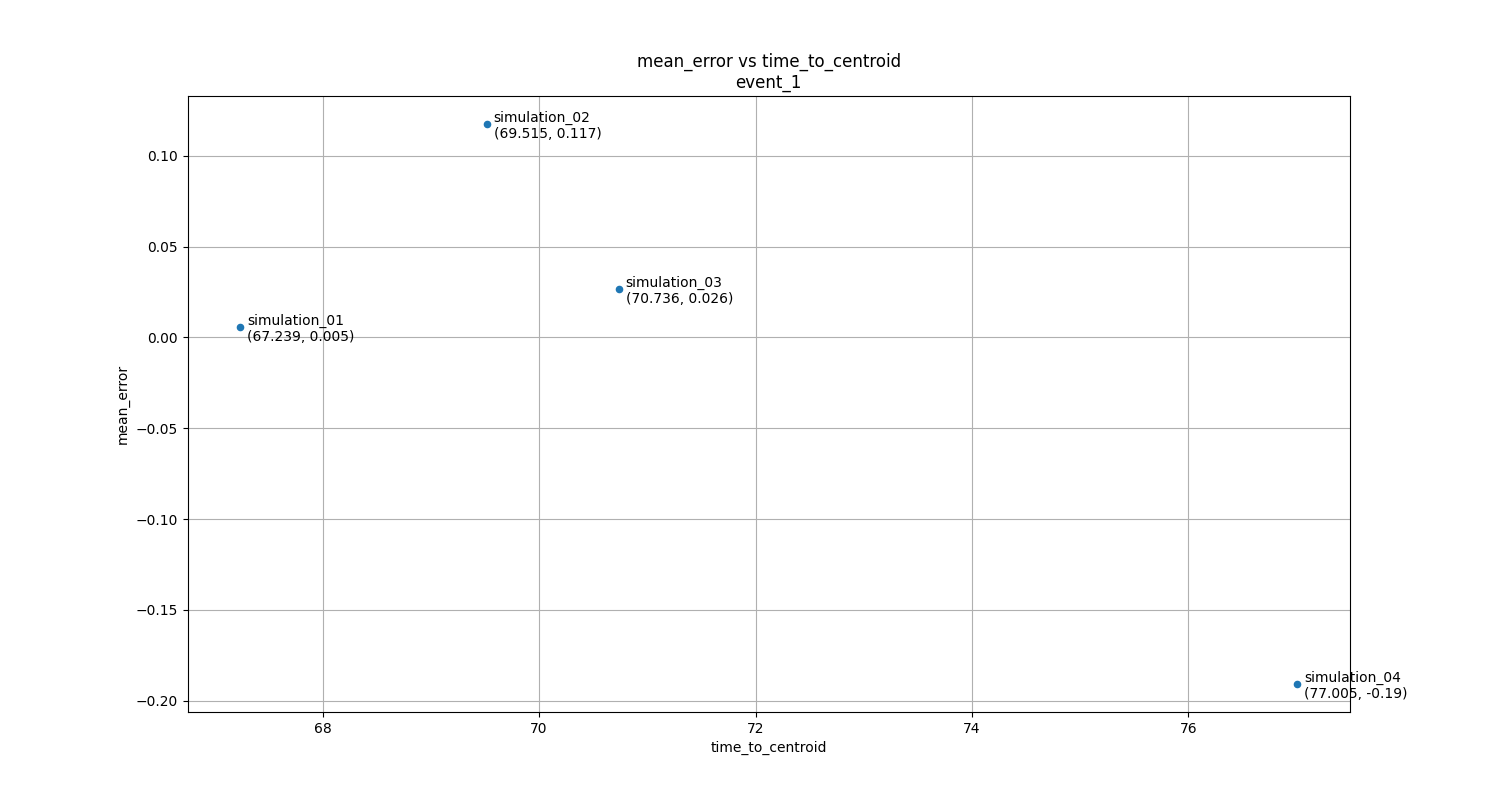 mean_error vs time_to_centroid
event_1
simulation_02
(69.515, 0.117)
0.10
0.05
simulation_03
(70.736, 0.026)
simulation_01
(67.239, 0.005)
0.00
mean_error
−0.05
−0.10
−0.15
simulation_04
(77.005, -0.19)
−0.20
68 70 72 74 76
time_to_centroid